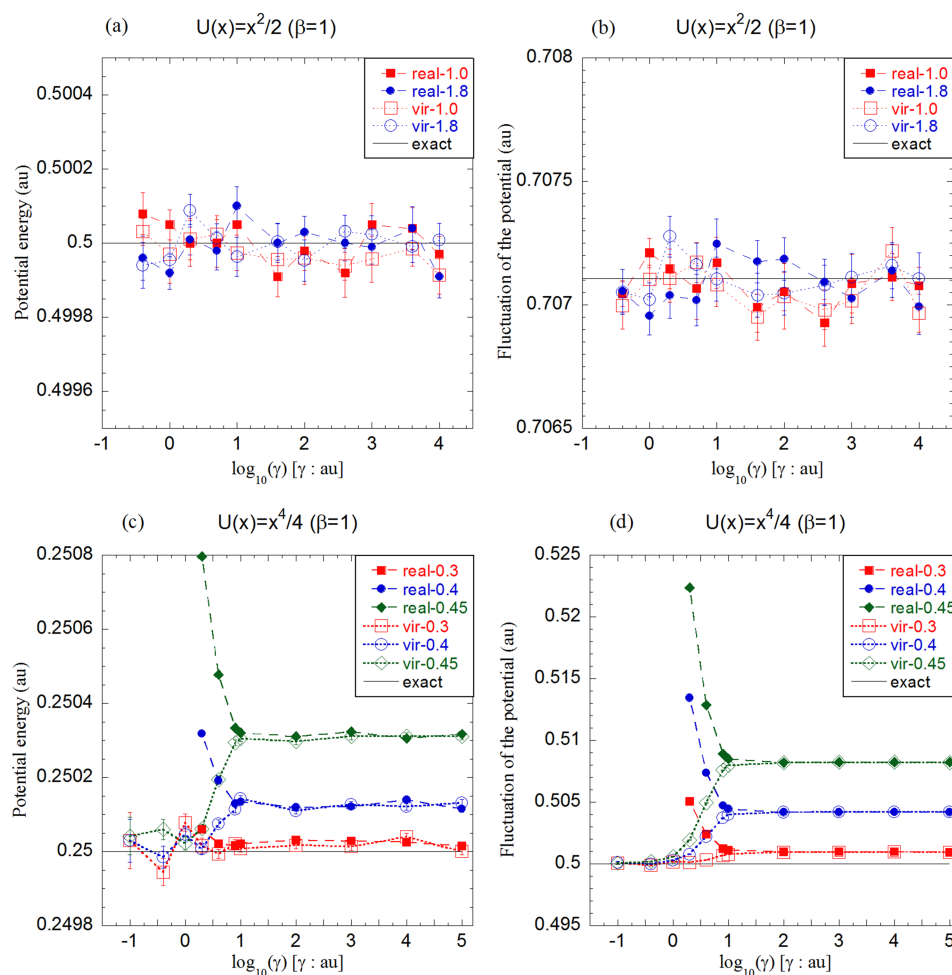 (a)
U(x)=x²/2 (β=1)
Potential energy (au)
0.5004
0.5002
0.5
0.4998
0.4996
real-1.0
real-1.8
vir-1.0
vir-1.8
exact
-1 0 1 2 3 4 5
log₁₀(γ) [γ : au]
(b)
U(x)=x²/2 (β=1)
Fluctuation of the potential (au)
0.708
0.7075
0.707
0.7065
real-1.0
real-1.8
vir-1.0
vir-1.8
exact
-1 0 1 2 3 4 5
log₁₀(γ) [γ : au]
(c)
U(x)=x⁴/4 (β=1)
Potential energy (au)
0.2508
0.2506
0.2504
0.2502
0.25
0.2498
real-0.3
real-0.4
real-0.45
vir-0.3
vir-0.4
vir-0.45
exact
-1 0 1 2 3 4 5
log₁₀(γ) [γ : au]
(d)
U(x)=x⁴/4 (β=1)
Fluctuation of the potential (au)
0.525
0.52
0.515
0.51
0.505
0.5
0.495
real-0.3
real-0.4
real-0.45
vir-0.3
vir-0.4
vir-0.45
exact
-1 0 1 2 3 4 5
log₁₀(γ) [γ : au]